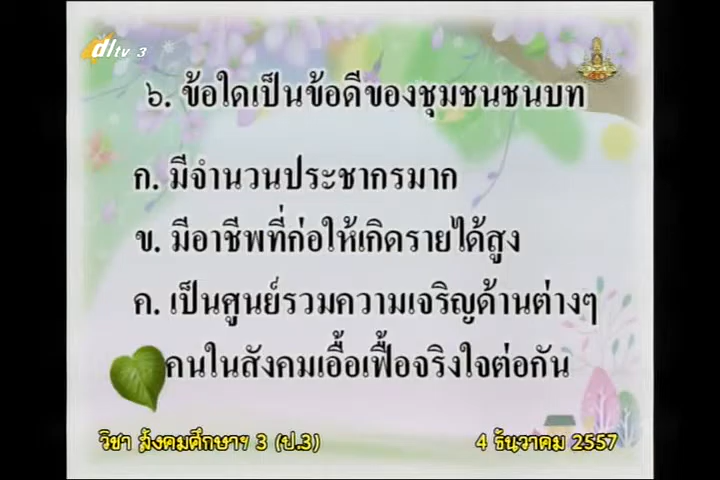 dltv 3
๖. ข้อใดเป็นข้อดีของชุมชนชนบท
ก. มีจำนวนประชากรมาก
ข. มีอาชีพที่ก่อให้เกิดรายได้สูง
ค. เป็นศูนย์รวมความเจริญด้านต่างๆ
คนในสังคมเอื้อเฟื้อจริงใจต่อกัน
วิชา สังคมศึกษาฯ 3 (ป.3)
4 ธันวาคม 2557